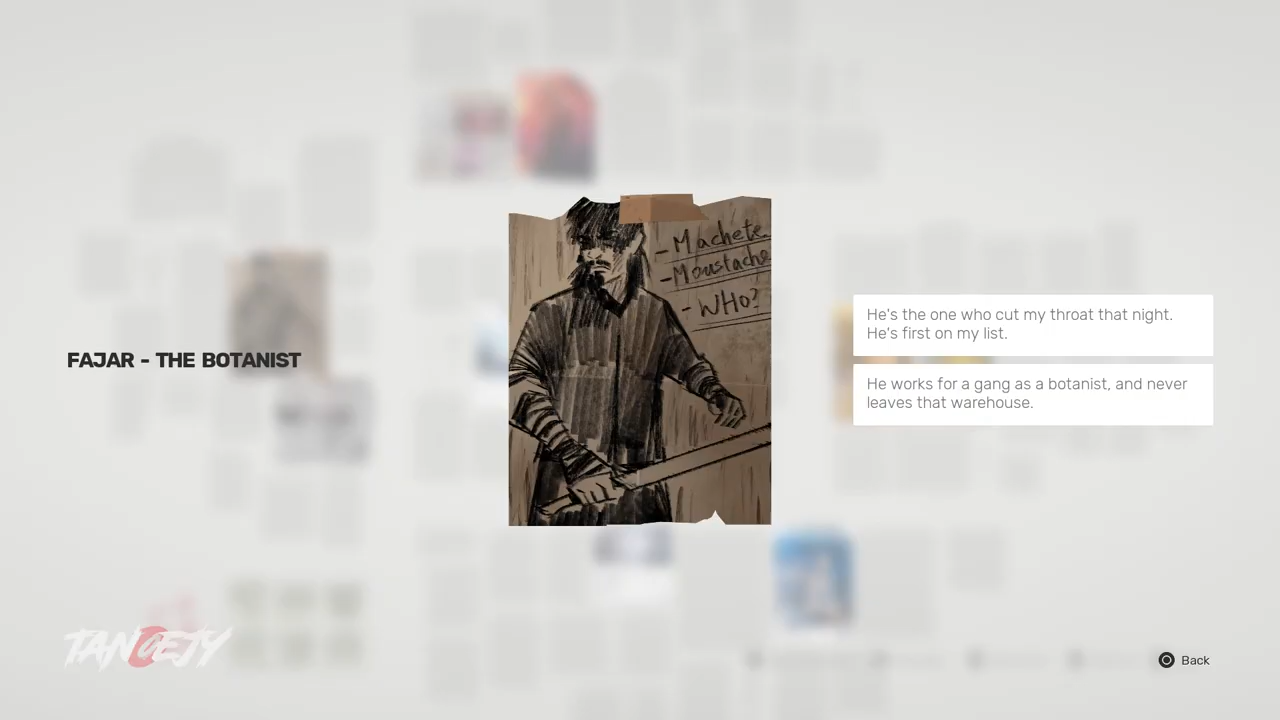 FAJAR - THE BOTANIST
- Machete
- Moustache
- WHO?
He's the one who cut my throat that night.
He's first on my list.
He works for a gang as a botanist, and never
leaves that warehouse.
TANOEJY
Back